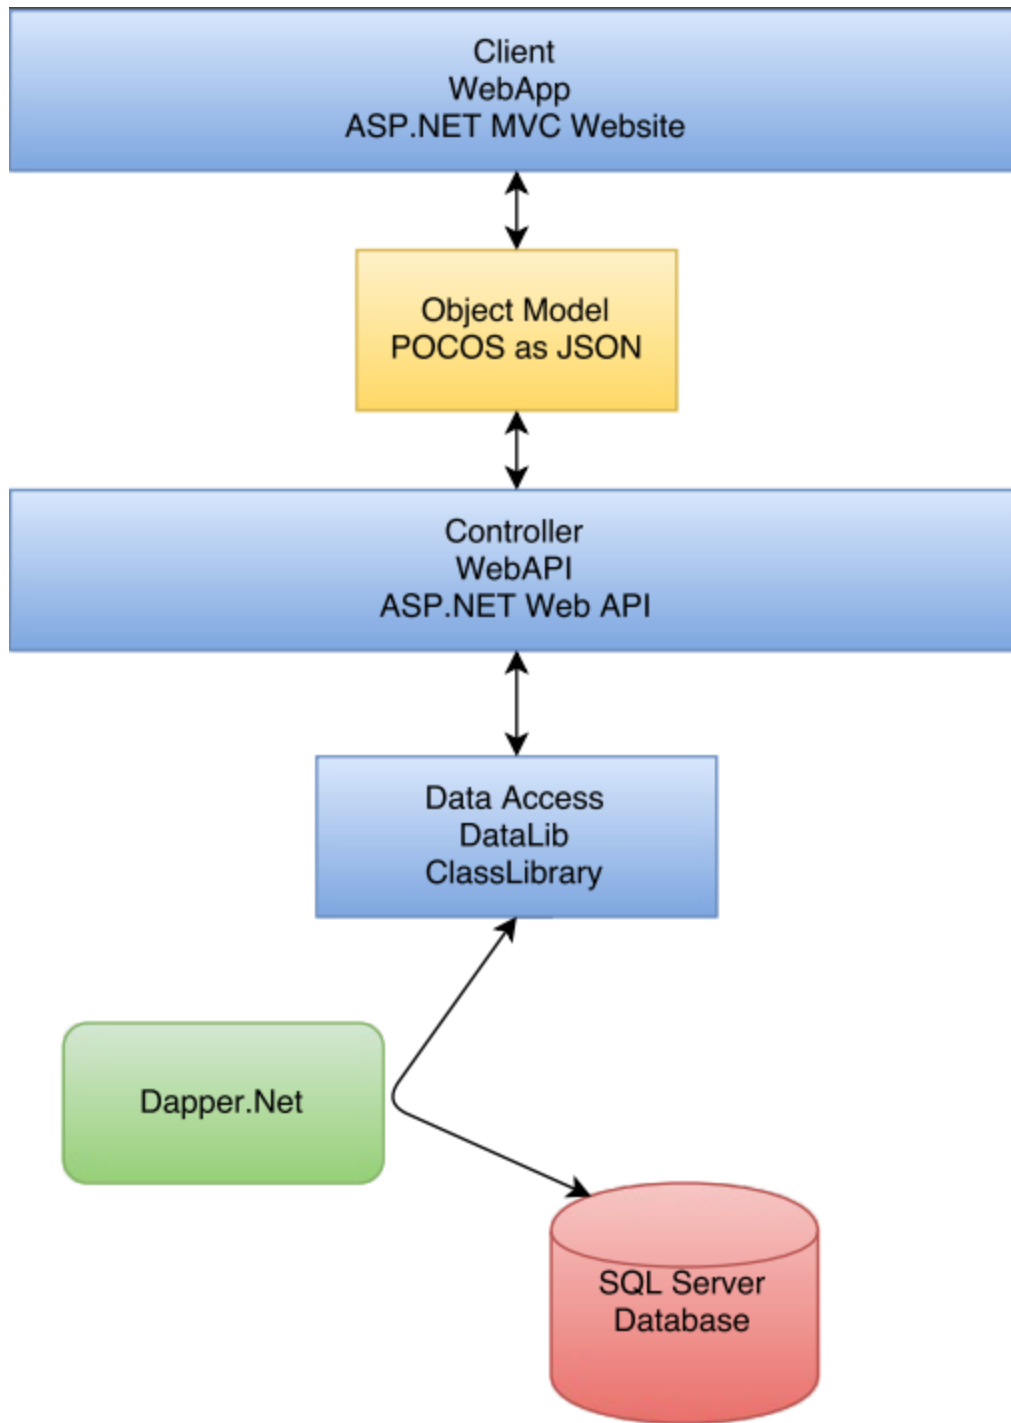 Client
WebApp
ASP.NET MVC Website
Object Model
POCOS as JSON
Controller
WebAPI
ASP.NET Web API
Data Access
DataLib
ClassLibrary
Dapper.Net
SQL Server
Database